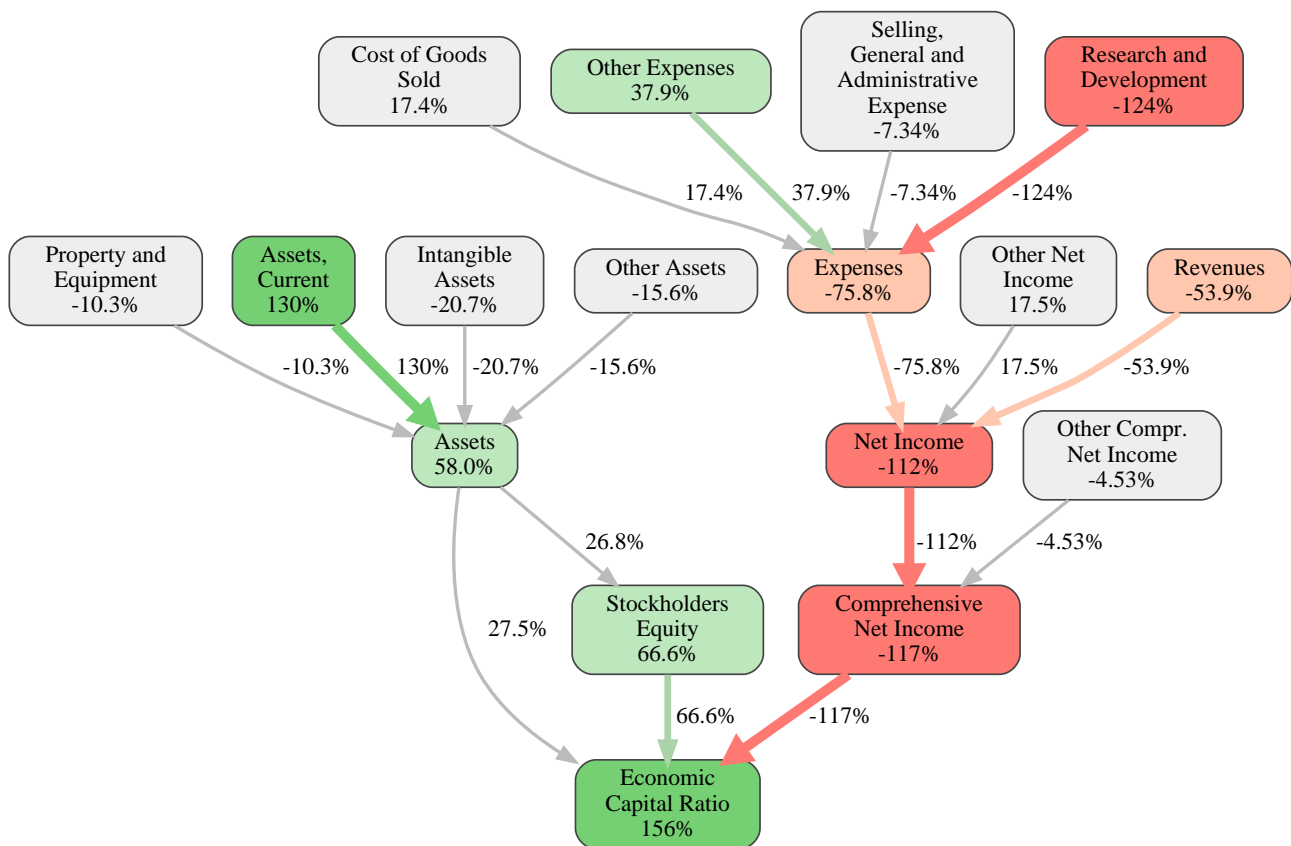 Cost of Goods
Sold
17.4%
Other Expenses
37.9%
Selling,
General and
Administrative
Expense
-7.34%
Research and
Development
-124%
17.4%
37.9%
-7.34%
-124%
Property and
Equipment
-10.3%
Assets,
Current
130%
Intangible
Assets
-20.7%
Other Assets
-15.6%
Expenses
-75.8%
Other Net
Income
17.5%
Revenues
-53.9%
-10.3%
130%
-20.7%
-15.6%
-75.8%
17.5%
-53.9%
Assets
58.0%
Net Income
-112%
Other Compr.
Net Income
-4.53%
26.8%
-112%
-4.53%
27.5%
Stockholders
Equity
66.6%
Comprehensive
Net Income
-117%
66.6%
-117%
Economic
Capital Ratio
156%